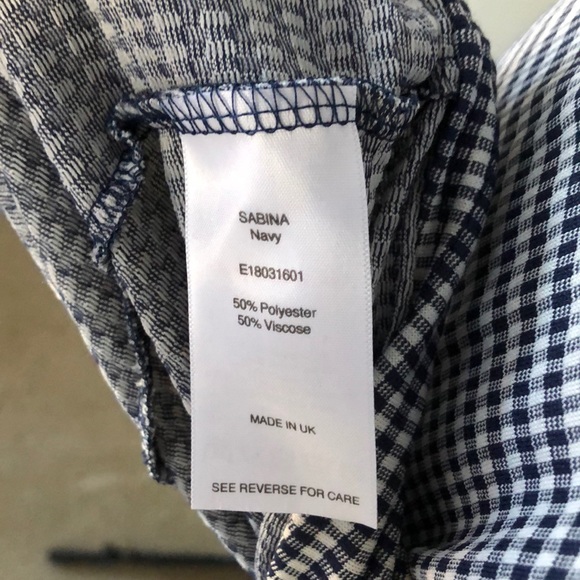 SABINA
Navy
E18031601
50% Polyester
50% Viscose
MADE IN UK
SEE REVERSE FOR CARE